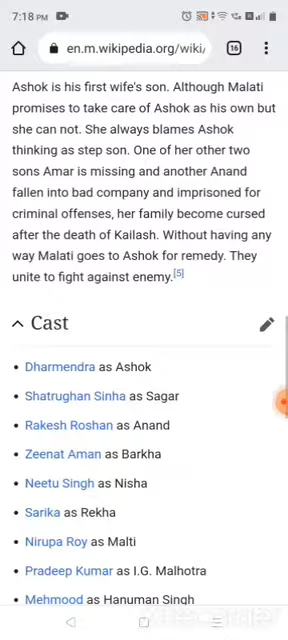 7:18 PM
en.m.wikipedia.org/wiki/
16
Ashok is his first wife's son. Although Malati
promises to take care of Ashok as his own but
she can not. She always blames Ashok
thinking as step son. One of her other two
sons Amar is missing and another Anand
fallen into bad company and imprisoned for
criminal offenses, her family become cursed
after the death of Kailash. Without having any
way Malati goes to Ashok for remedy. They
unite to fight against enemy.[5]
Cast
• Dharmendra as Ashok
• Shatrughan Sinha as Sagar
• Rakesh Roshan as Anand
• Zeenat Aman as Barkha
• Neetu Singh as Nisha
• Sarika as Rekha
• Nirupa Roy as Malti
• Pradeep Kumar as I.G. Malhotra
• Mehmood as Hanuman Singh